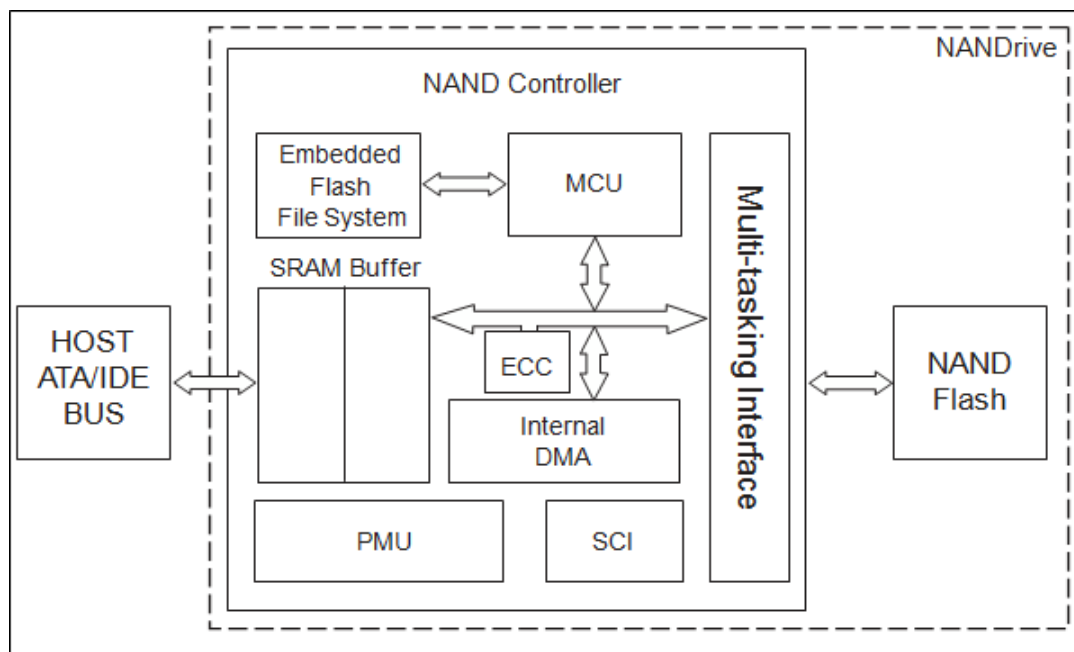 NANDrive
NAND Controller
Embedded
Flash
File System
MCU
Multi-tasking Interface
SRAM Buffer
HOST
ATA/IDE
BUS
ECC
NAND
Flash
Internal
DMA
PMU
SCI